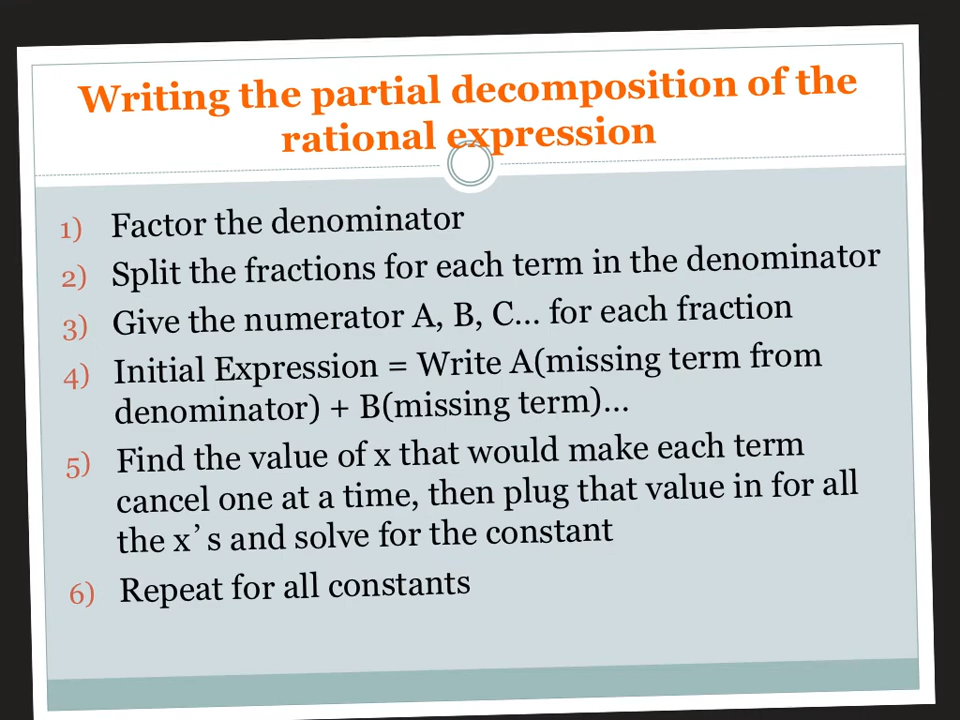 Writing the partial decomposition of the
rational expression
1) Factor the denominator
2) Split the fractions for each term in the denominator
3) Give the numerator A, B, C... for each fraction
4) Initial Expression = Write A(missing term from
denominator) + B(missing term)...
5) Find the value of x that would make each term
cancel one at a time, then plug that value in for all
the x's and solve for the constant
6) Repeat for all constants